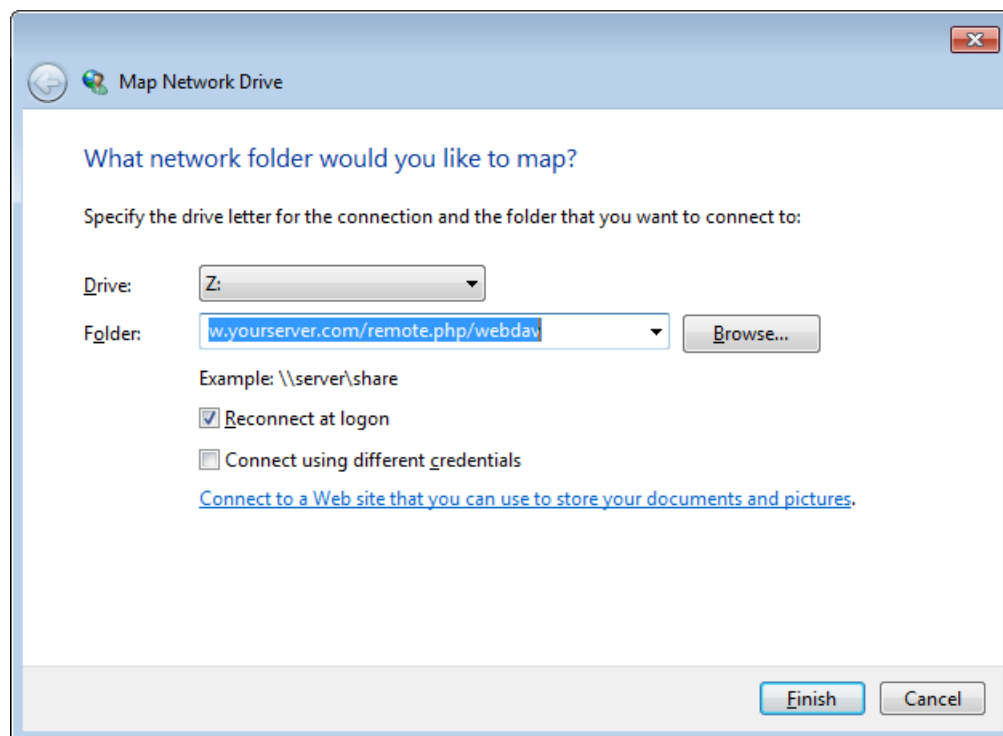 Map Network Drive
What network folder would you like to map?
Specify the drive letter for the connection and the folder that you want to connect to:
Drive: Z:
Folder: w.yourserver.com/remote.php/webdav Browse...
Example: \\server\share
Reconnect at logon
Connect using different credentials
Connect to a Web site that you can use to store your documents and pictures.
Finish Cancel